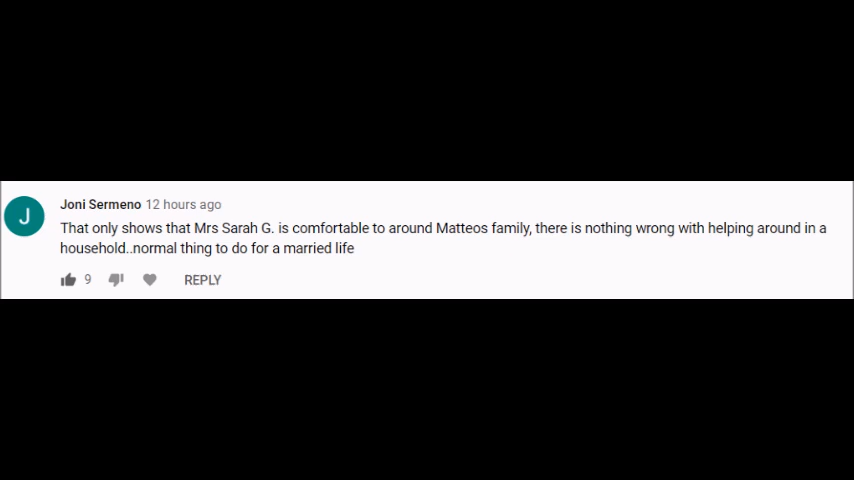 J
Joni Sermeno 12 hours ago
That only shows that Mrs Sarah G. is comfortable to around Matteos family, there is nothing wrong with helping around in a
household..normal thing to do for a married life
9 REPLY